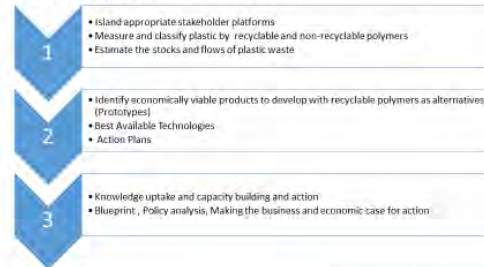 1
• Island appropriate stakeholder platforms
• Measure and classify plastic by recyclable and non-recyclable polymers
• Estimate the stocks and flows of plastic waste
2
• Identify economically viable products to develop with recyclable polymers as alternatives
(Prototypes)
• Best Available Technologies
• Action Plans
3
• Knowledge uptake and capacity building and action
• Blueprint , Policy analysis, Making the business and economic case for action